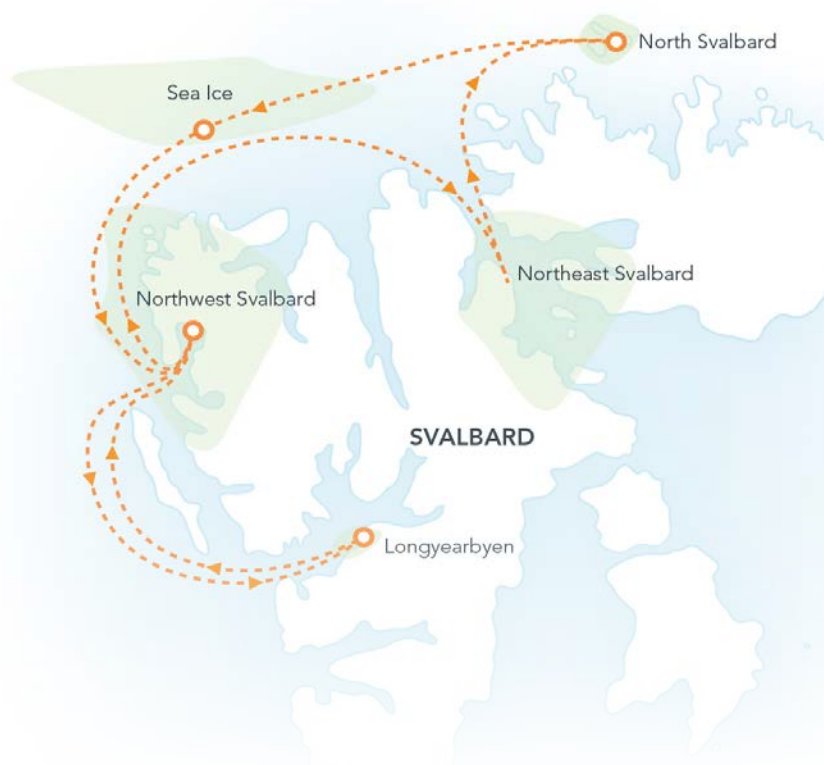 North Svalbard
Sea Ice
Northeast Svalbard
Northwest Svalbard
SVALBARD
Longyearbyen